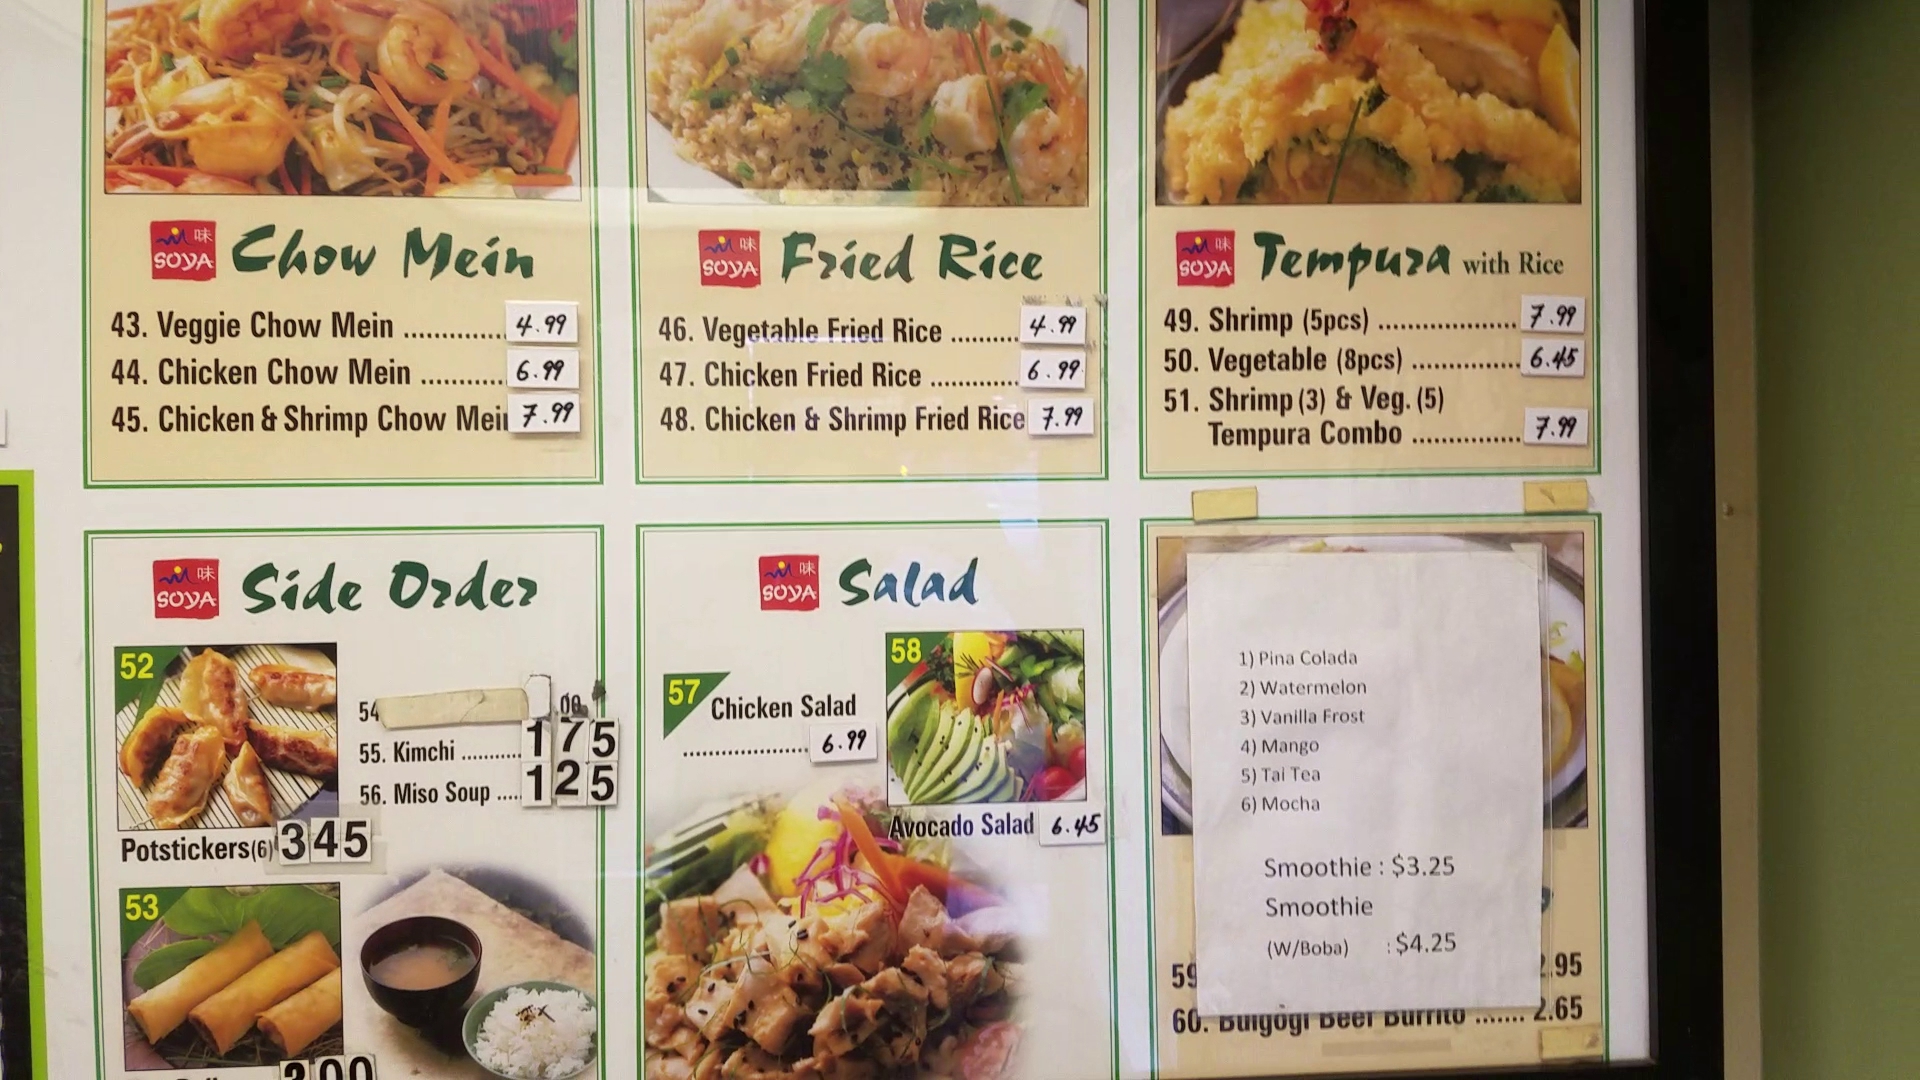 味
SOYA
Chow Mein
43. Veggie Chow Mein ............. 4.99
44. Chicken Chow Mein .......... 6.99
45. Chicken & Shrimp Chow Mein 7.99
味
SOYA
Fried Rice
46. Vegetable Fried Rice .......... 4.99
47. Chicken Fried Rice ............. 6.99
48. Chicken & Shrimp Fried Rice 7.99
味
SOYA
Tempura with Rice
49. Shrimp (5pcs) .................... 7.99
50. Vegetable (8pcs) ................ 6.45
51. Shrimp (3) & Veg. (5)
Tempura Combo ................ 7.99
味
SOYA
Side Order
52
54 .00
55. Kimchi .......... 175
56. Miso Soup ..... 125
Potstickers(6) 345
53
300
味
SOYA
Salad
57 Chicken Salad
.................... 6.99
58
Avocado Salad 6.45
1) Pina Colada
2) Watermelon
3) Vanilla Frost
4) Mango
5) Tai Tea
6) Mocha
Smoothie : $3.25
Smoothie
(W/Boba) : $4.25
59 .95
60. Bulgogi Beef Burrito ....... 2.65